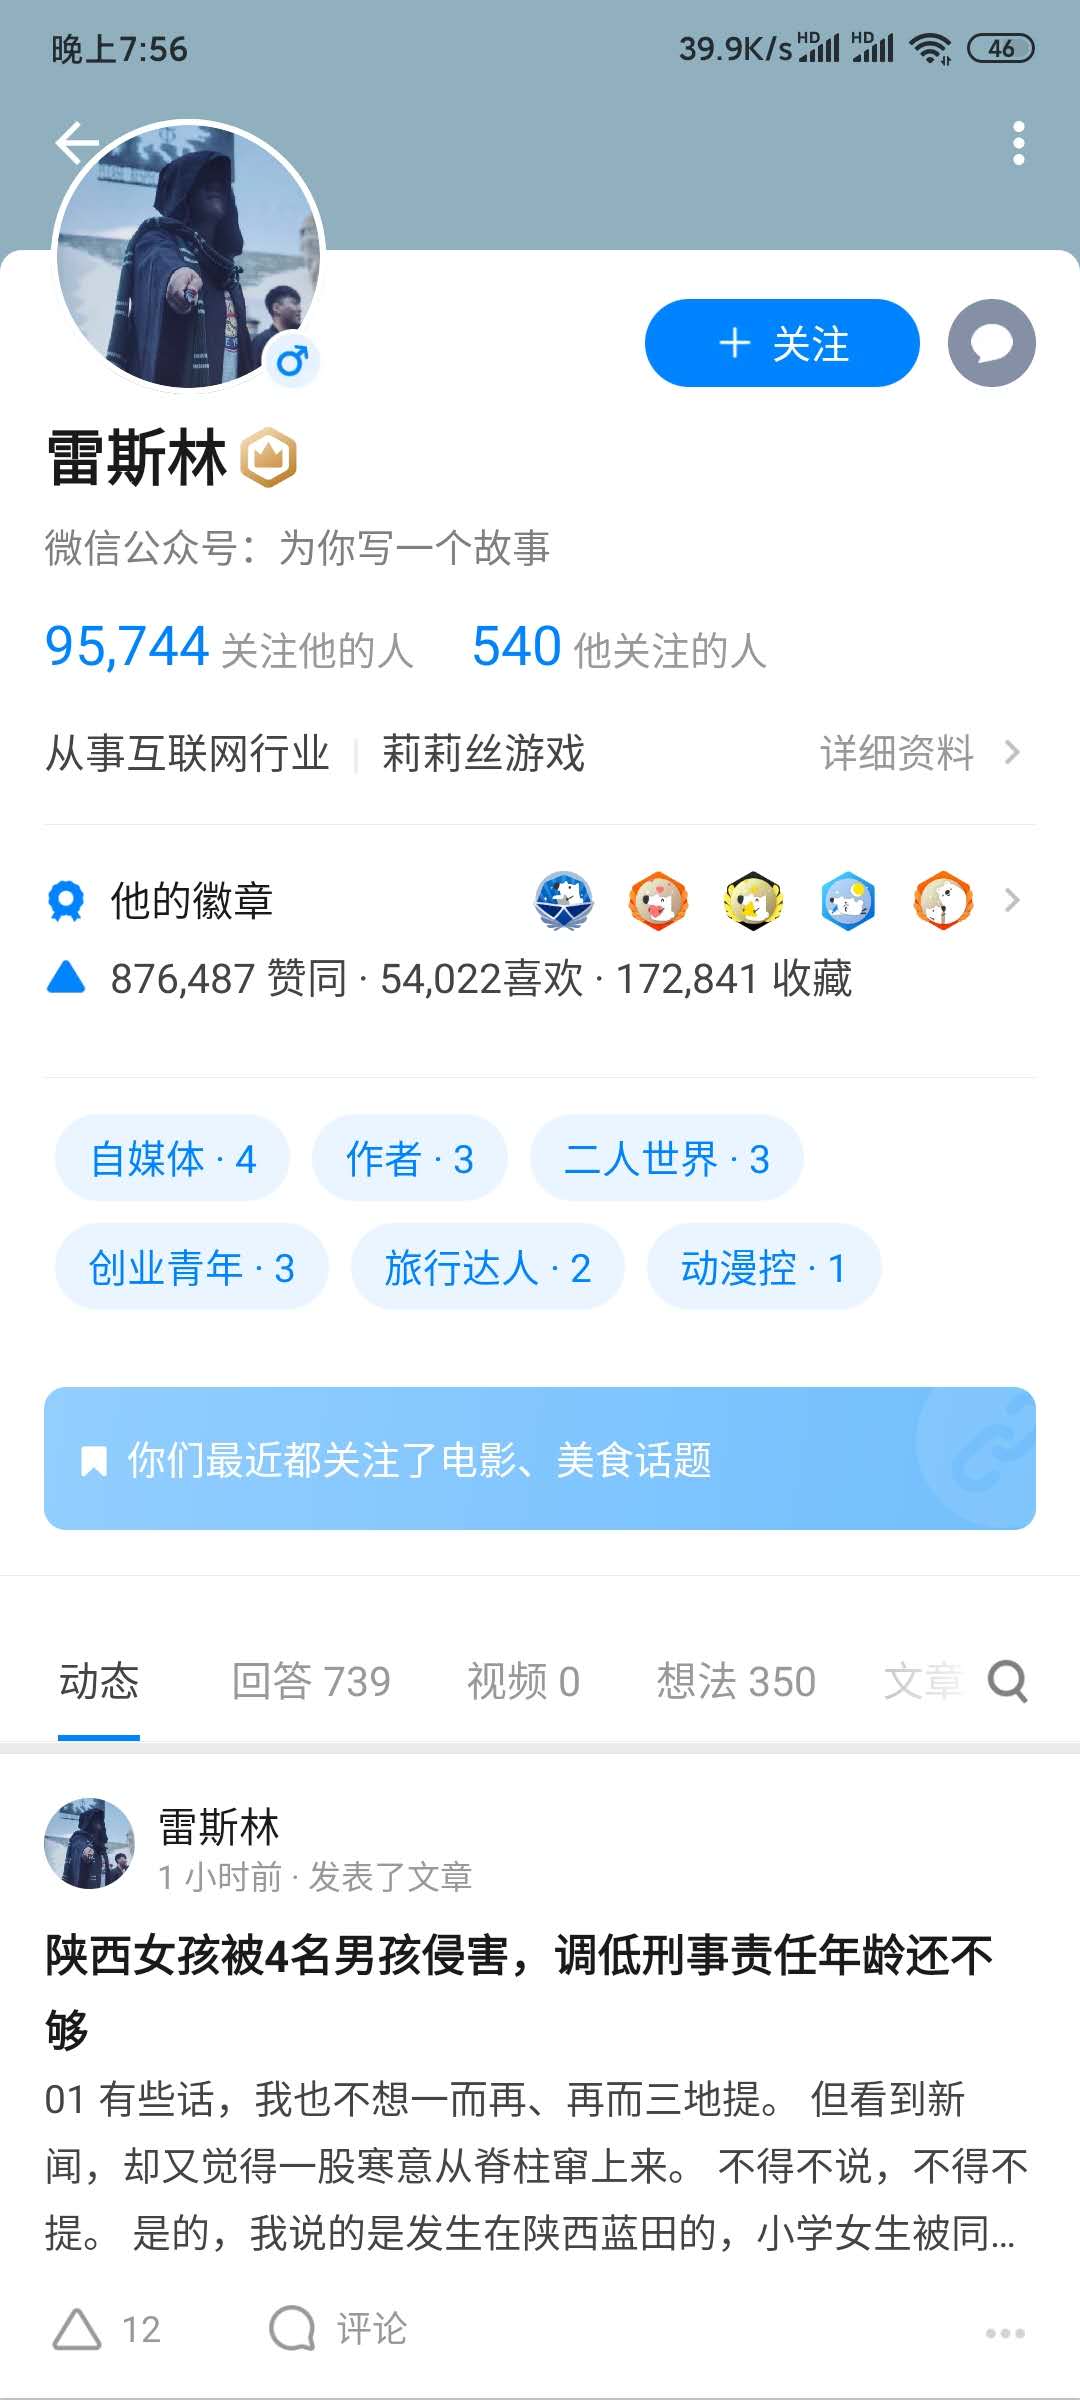 晚上7:56
39.9K/s HD HD 46
关注
雷斯林
微信公众号：为你写一个故事
95,744 关注他的人 540 他关注的人
从事互联网行业 莉莉丝游戏 详细资料
他的徽章
876,487 赞同 · 54,022喜欢 · 172,841 收藏
自媒体 · 4 作者 · 3 二人世界 · 3
创业青年 · 3 旅行达人 · 2 动漫控 · 1
你们最近都关注了电影、美食话题
动态 回答 739 视频 0 想法 350 文章
雷斯林
1 小时前 · 发表了文章
陕西女孩被4名男孩侵害，调低刑事责任年龄还不
够
01 有些话，我也不想一而再、再而三地提。 但看到新
闻，却又觉得一股寒意从脊柱窜上来。 不得不说，不得不
提。 是的，我说的是发生在陕西蓝田的，小学女生被同...
12 评论